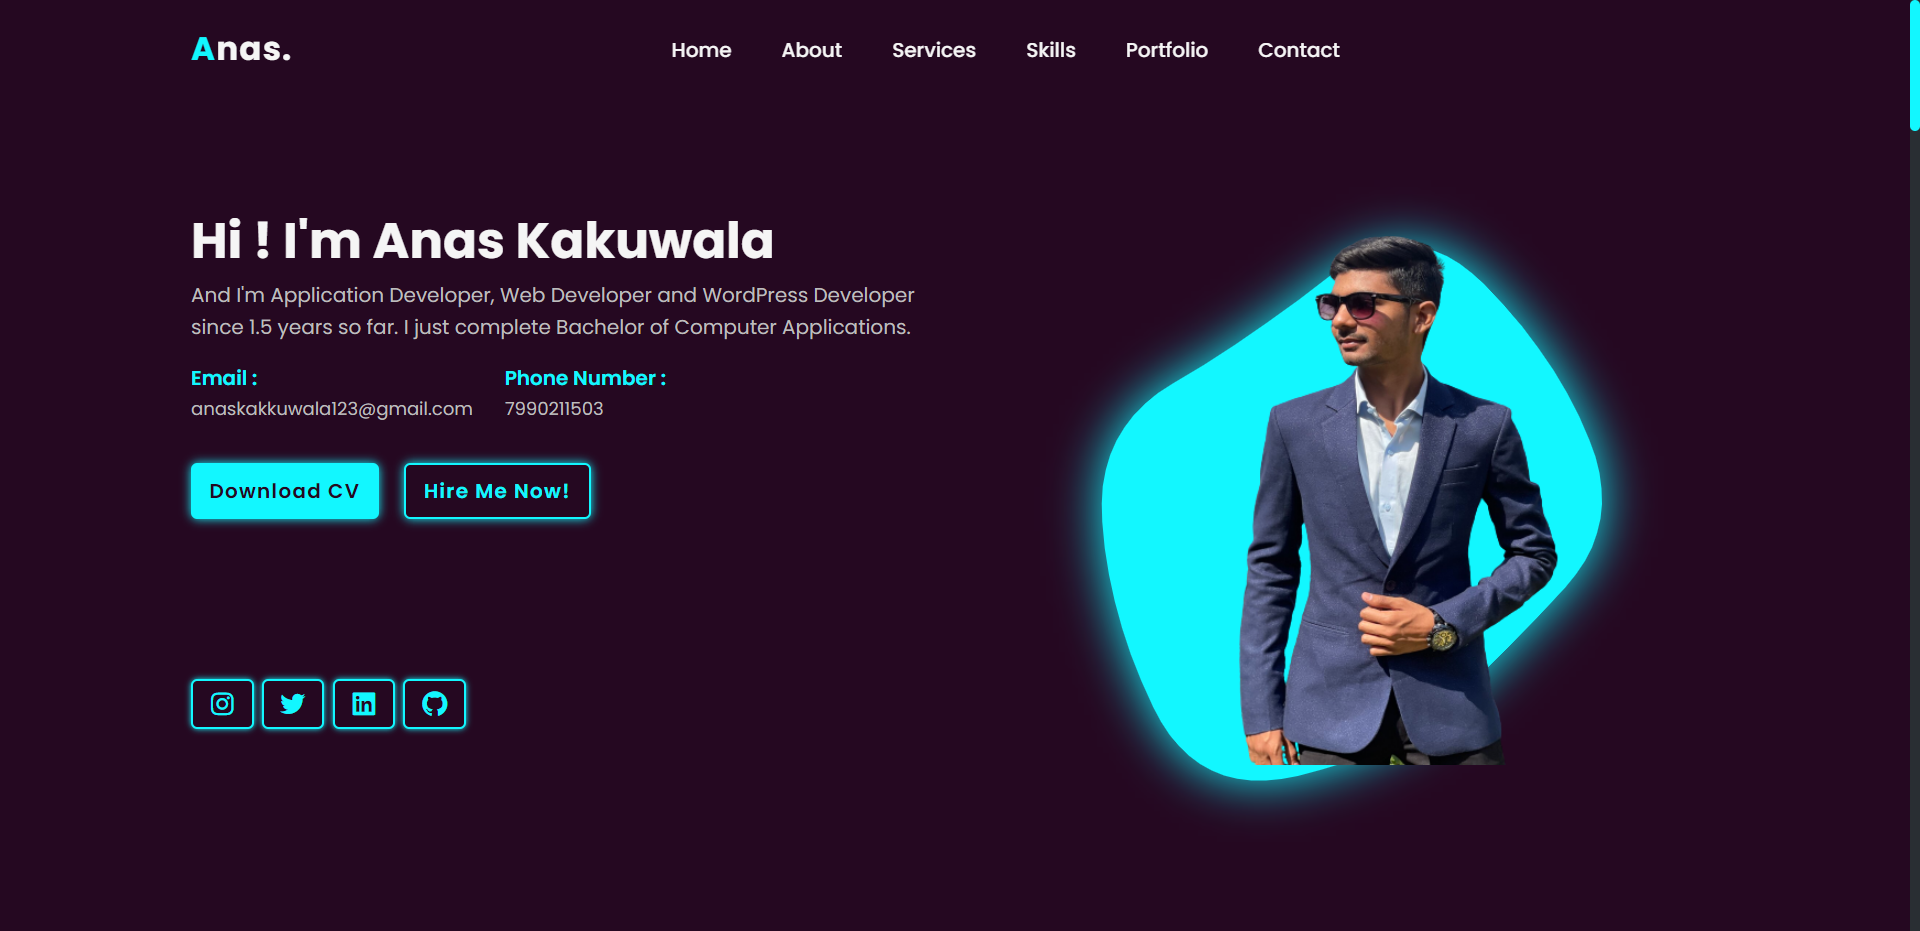 Anas.
Home About Services Skills Portfolio Contact
Hi ! I'm Anas Kakuwala
And I'm Application Developer, Web Developer and WordPress Developer
since 1.5 years so far. I just complete Bachelor of Computer Applications.
Email :
anaskakkuwala123@gmail.com
Phone Number :
7990211503
Download CV
Hire Me Now!